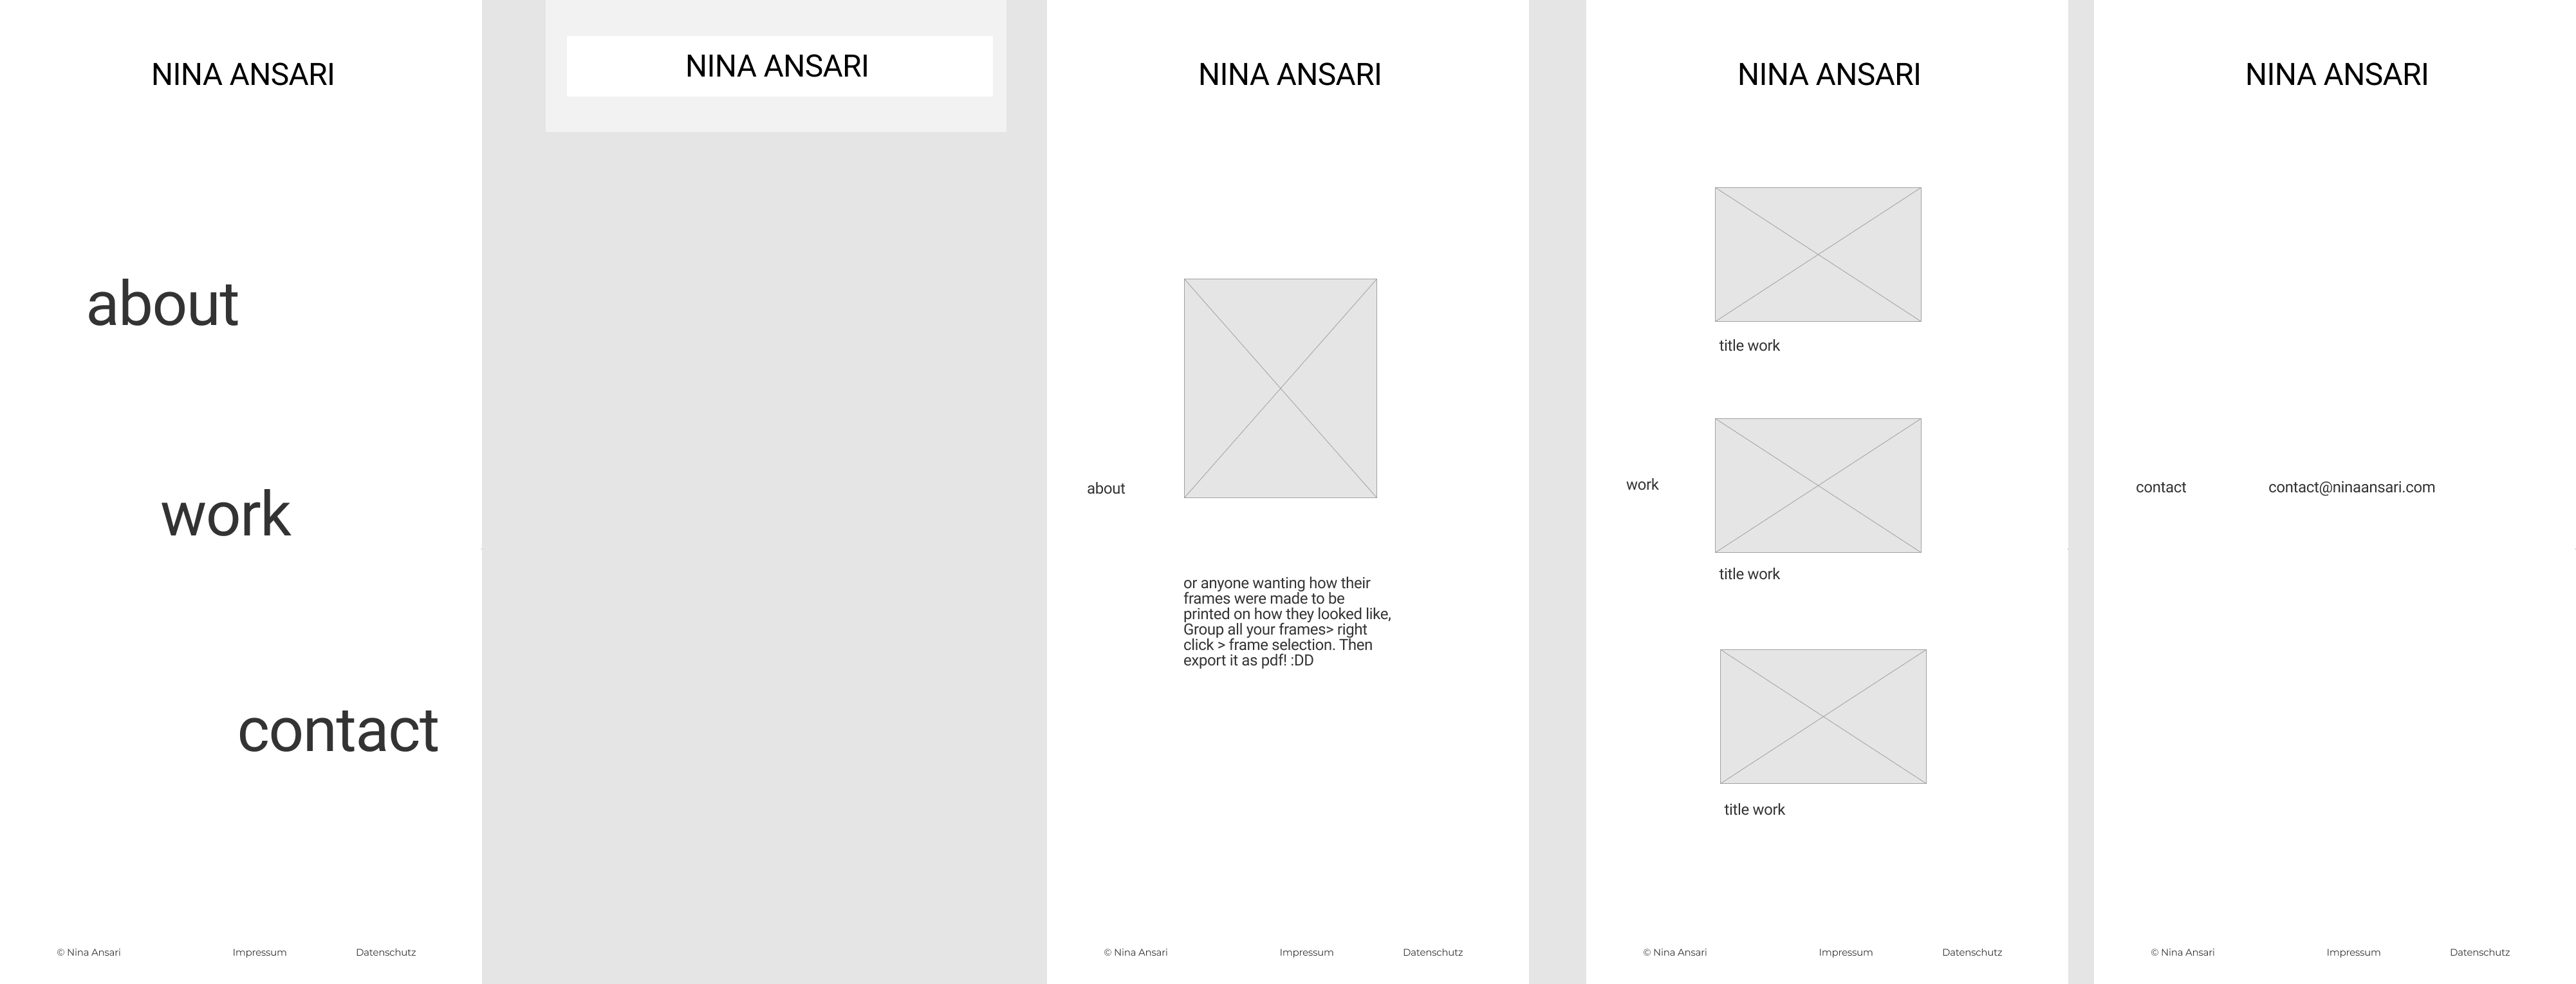 NINA ANSARI
about
work
contact
© Nina Ansari
Impressum
Datenschutz
NINA ANSARI
NINA ANSARI
about
or anyone wanting how their
frames were made to be
printed on how they looked like,
Group all your frames> right
click > frame selection. Then
export it as pdf! :DD
© Nina Ansari
Impressum
Datenschutz
NINA ANSARI
title work
work
title work
title work
© Nina Ansari
Impressum
Datenschutz
NINA ANSARI
contact
contact@ninaansari.com
© Nina Ansari
Impressum
Datenschutz